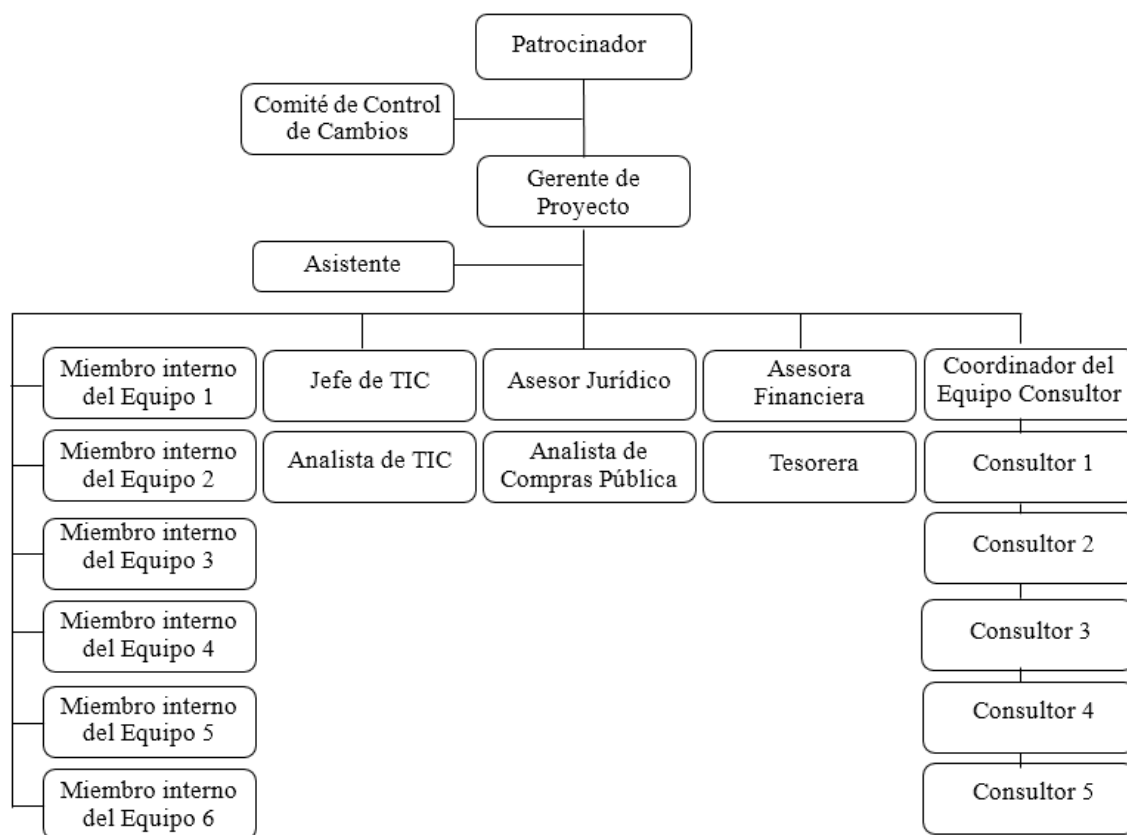 Patrocinador
Comité de Control
de Cambios
Gerente de
Proyecto
Asistente
Miembro interno
del Equipo 1
Jefe de TIC
Asesor Jurídico
Asesora
Financiera
Coordinador del
Equipo Consultor
Miembro interno
del Equipo 2
Analista de TIC
Analista de
Compras Pública
Tesorera
Consultor 1
Miembro interno
del Equipo 3
Consultor 2
Miembro interno
del Equipo 4
Consultor 3
Miembro interno
del Equipo 5
Consultor 4
Miembro interno
del Equipo 6
Consultor 5